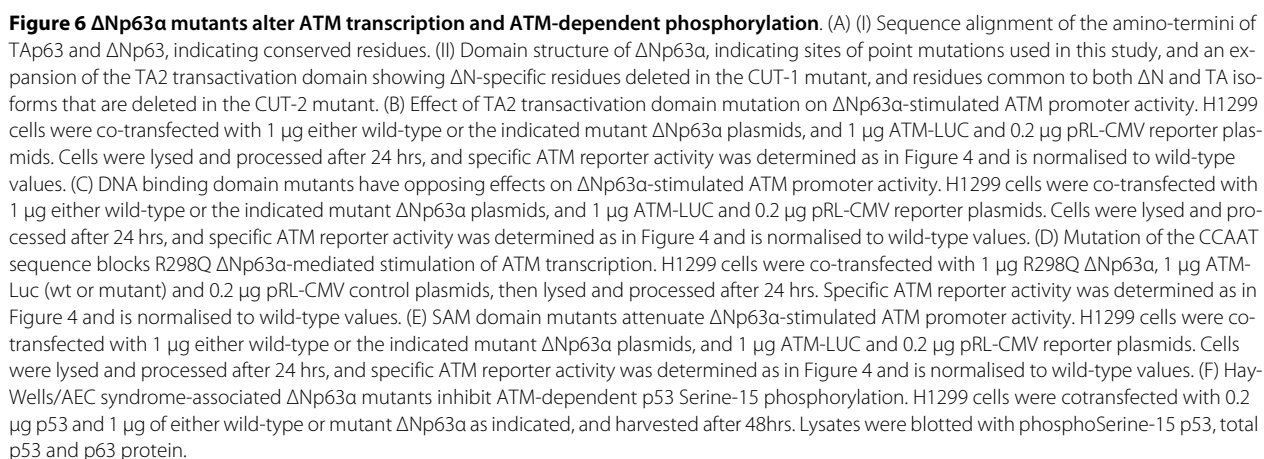 Figure 6 ΔNp63α mutants alter ATM transcription and ATM-dependent phosphorylation. (A) (I) Sequence alignment of the amino-termini of
TAp63 and ΔNp63, indicating conserved residues. (II) Domain structure of ΔNp63α, indicating sites of point mutations used in this study, and an ex-
pansion of the TA2 transactivation domain showing ΔN-specific residues deleted in the CUT-1 mutant, and residues common to both ΔN and TA iso-
forms that are deleted in the CUT-2 mutant. (B) Effect of TA2 transactivation domain mutation on ΔNp63α-stimulated ATM promoter activity. H1299
cells were co-transfected with 1 μg either wild-type or the indicated mutant ΔNp63α plasmids, and 1 μg ATM-LUC and 0.2 μg pRL-CMV reporter plas-
mids. Cells were lysed and processed after 24 hrs, and specific ATM reporter activity was determined as in Figure 4 and is normalised to wild-type
values. (C) DNA binding domain mutants have opposing effects on ΔNp63α-stimulated ATM promoter activity. H1299 cells were co-transfected with
1 μg either wild-type or the indicated mutant ΔNp63α plasmids, and 1 μg ATM-LUC and 0.2 μg pRL-CMV reporter plasmids. Cells were lysed and pro-
cessed after 24 hrs, and specific ATM reporter activity was determined as in Figure 4 and is normalised to wild-type values. (D) Mutation of the CCAAT
sequence blocks R298Q ΔNp63α-mediated stimulation of ATM transcription. H1299 cells were co-transfected with 1 μg R298Q ΔNp63α, 1 μg ATM-
Luc (wt or mutant) and 0.2 μg pRL-CMV control plasmids, then lysed and processed after 24 hrs. Specific ATM reporter activity was determined as in
Figure 4 and is normalised to wild-type values. (E) SAM domain mutants attenuate ΔNp63α-stimulated ATM promoter activity. H1299 cells were co-
transfected with 1 μg either wild-type or the indicated mutant ΔNp63α plasmids, and 1 μg ATM-LUC and 0.2 μg pRL-CMV reporter plasmids. Cells
were lysed and processed after 24 hrs, and specific ATM reporter activity was determined as in Figure 4 and is normalised to wild-type values. (F) Hay-
Wells/AEC syndrome-associated ΔNp63α mutants inhibit ATM-dependent p53 Serine-15 phosphorylation. H1299 cells were cotransfected with 0.2
μg p53 and 1 μg of either wild-type or mutant ΔNp63α as indicated, and harvested after 48hrs. Lysates were blotted with phosphoSerine-15 p53, total
p53 and p63 protein.